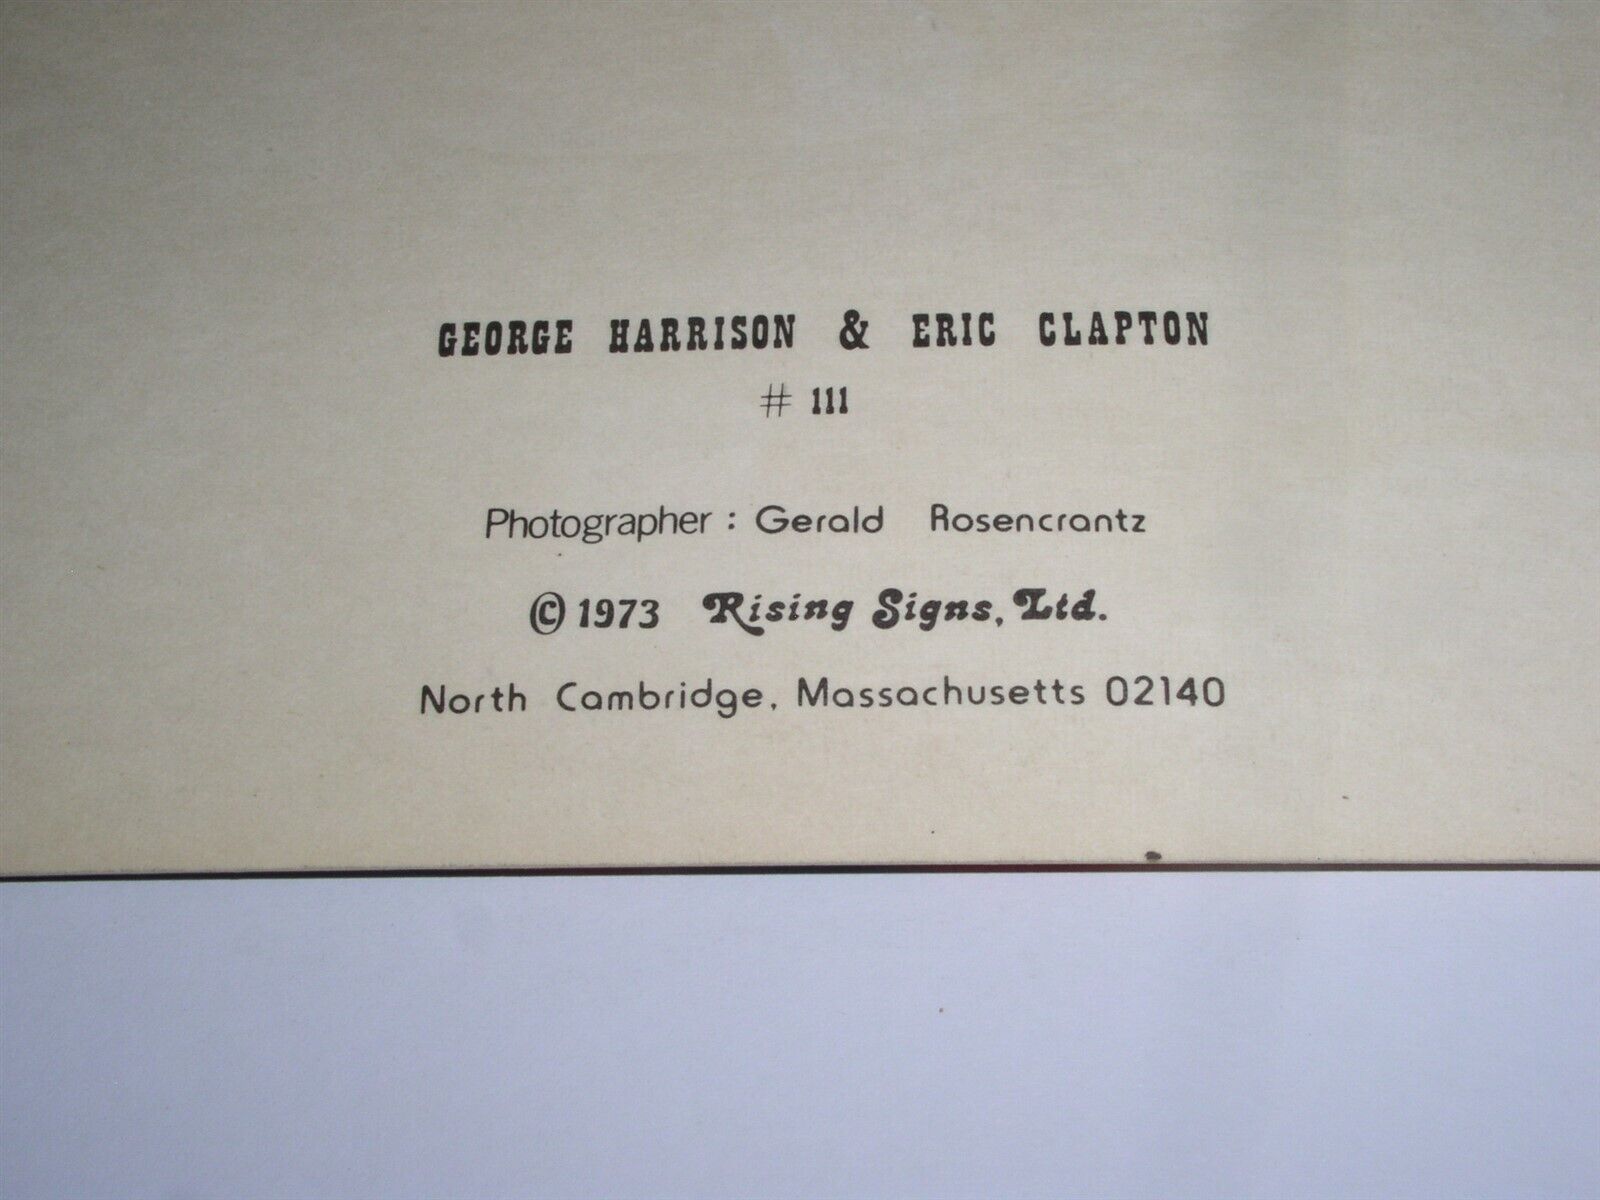 GEORGE HARRISON & ERIC CLAPTON
# 111
Photographer : Gerald Rosencrantz
© 1973 Rising Signs, Ltd.
North Cambridge, Massachusetts 02140